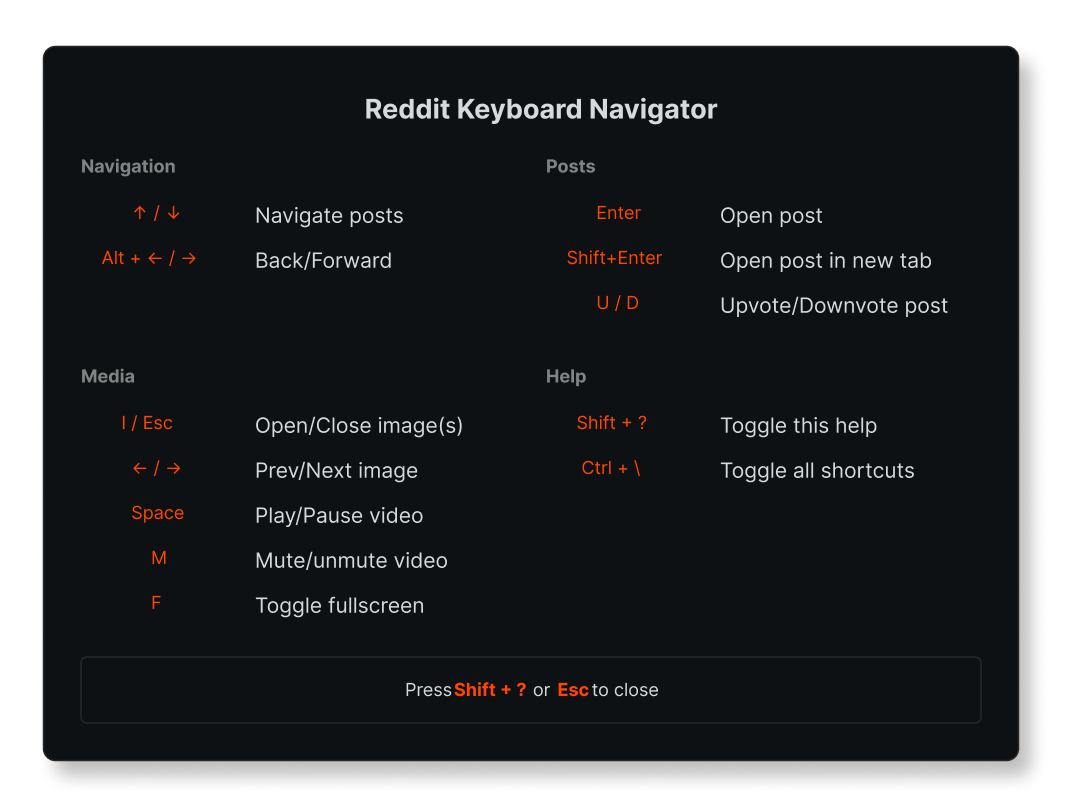 Reddit Keyboard Navigator
Navigation
↑ / ↓ Navigate posts
Alt + ← / → Back/Forward
Posts
Enter Open post
Shift+Enter Open post in new tab
U / D Upvote/Downvote post
Media
I / Esc Open/Close image(s)
← / → Prev/Next image
Space Play/Pause video
M Mute/unmute video
F Toggle fullscreen
Help
Shift + ? Toggle this help
Ctrl + \ Toggle all shortcuts
Press Shift + ? or Esc to close